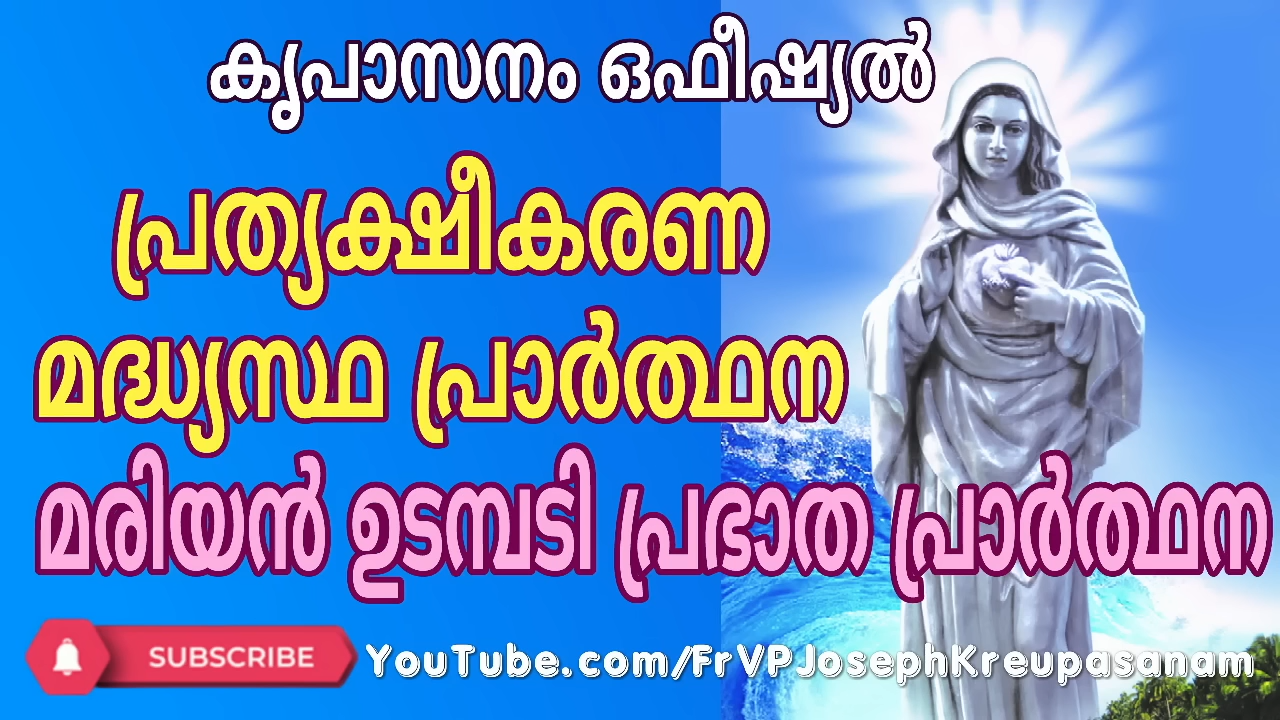 കൃപാസനം ഒഫീഷ്യൽ
പ്രത്യക്ഷീകരണ
മദ്ധ്യസ്ഥ പ്രാർത്ഥന
മരിയൻ ഉടമ്പടി പ്രഭാത പ്രാർത്ഥന
SUBSCRIBE YouTube.com/FrVPJosephKreupasanam